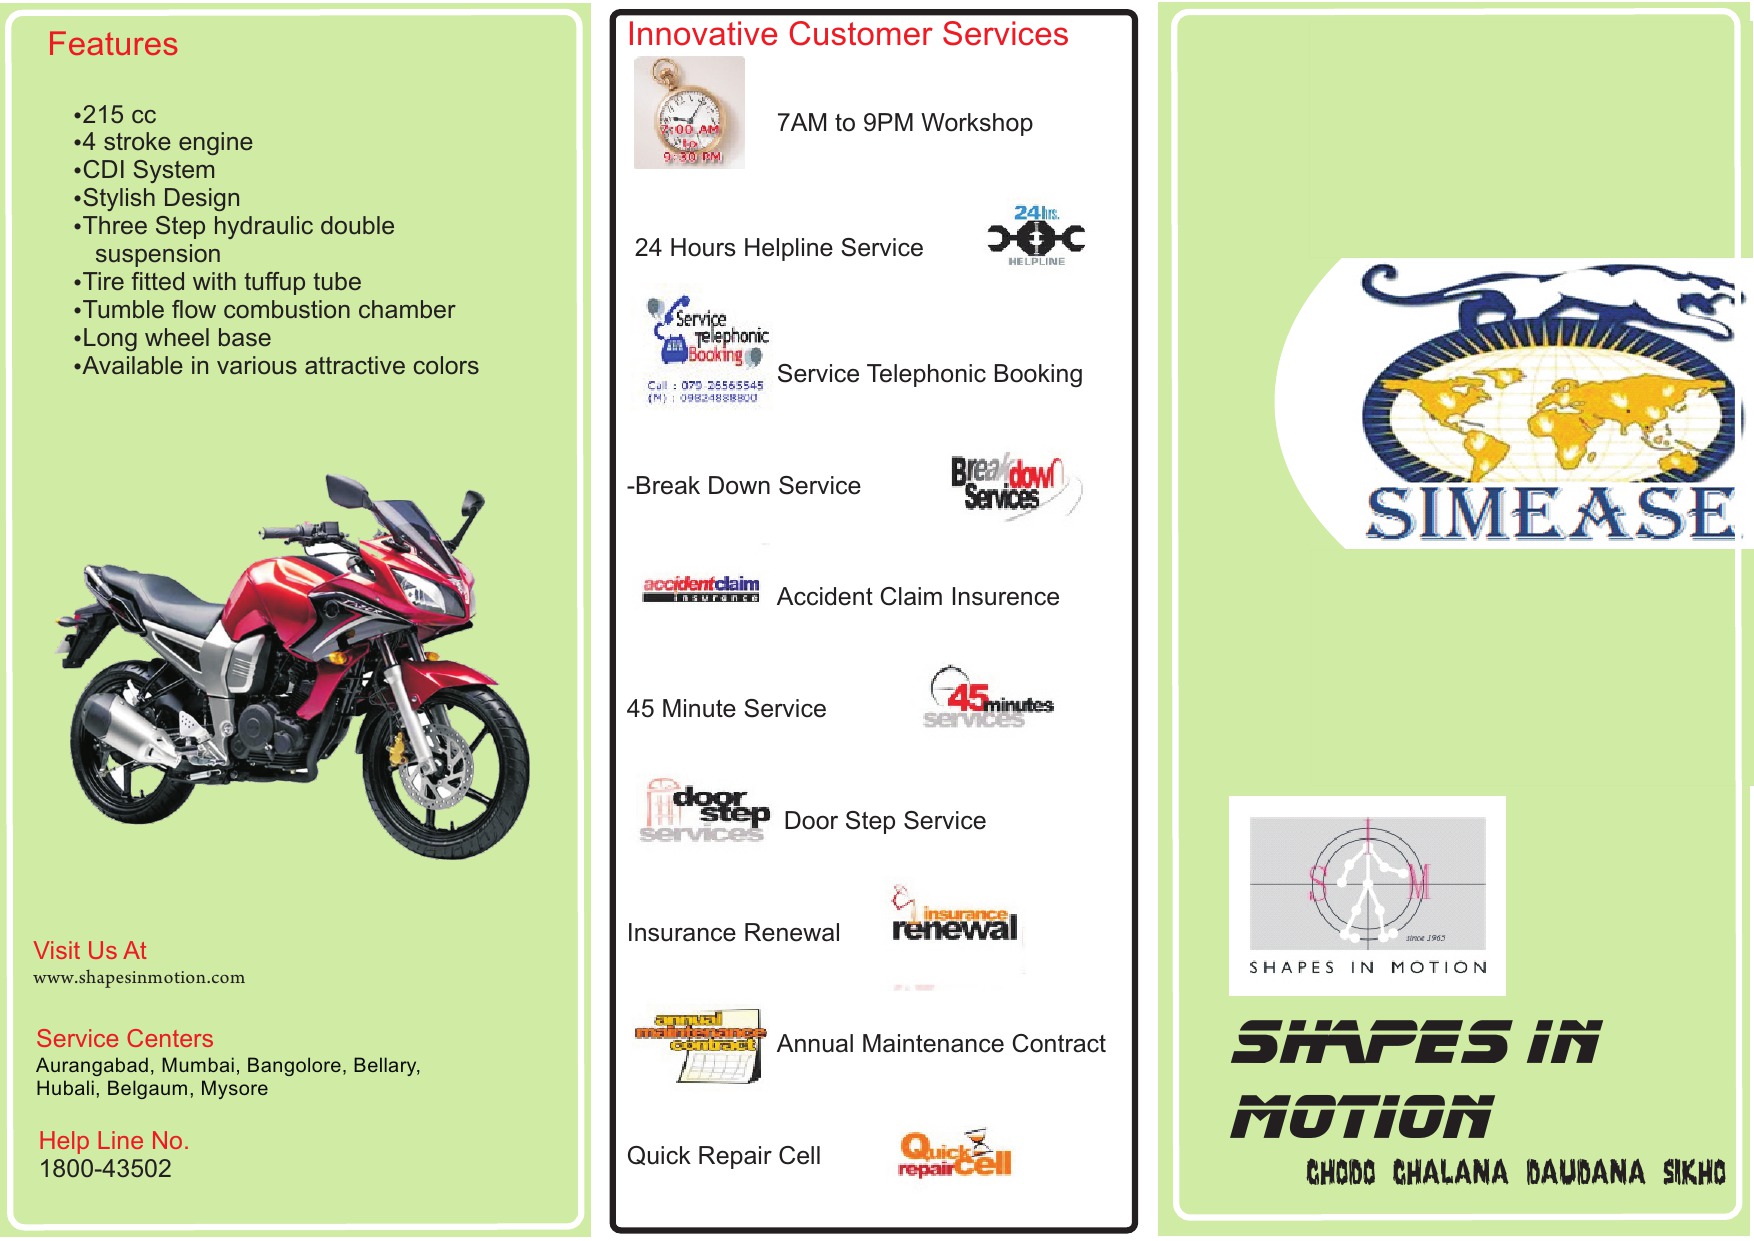 Features
•215 cc
•4 stroke engine
•CDI System
•Stylish Design
•Three Step hydraulic double
suspension
•Tire fitted with tuffup tube
•Tumble flow combustion chamber
•Long wheel base
•Available in various attractive colors
Visit Us At
www.shapesinmotion.com
Service Centers
Aurangabad, Mumbai, Bangolore, Bellary,
Hubali, Belgaum, Mysore
Help Line No.
1800-43502
Innovative Customer Services
7:00 AM
to
9:30 PM
7AM to 9PM Workshop
24 Hours Helpline Service
24hrs.
HELPLINE
Service
Telephonic
Booking
Call : 079 26565545
(M) : 09824888800
Service Telephonic Booking
-Break Down Service
Breakdown
Services
accidentclaim
insurance
Accident Claim Insurence
45 Minute Service
45minutes
services
door
step
services
Door Step Service
Insurance Renewal
insurance
renewal
annual
maintenance
contract
Annual Maintenance Contract
Quick Repair Cell
Quick
repaircell
SIMEASE
S I M
since 1965
SHAPES IN MOTION
SHAPES IN
MOTION
CHODO CHALANA DAUDANA SIKHO